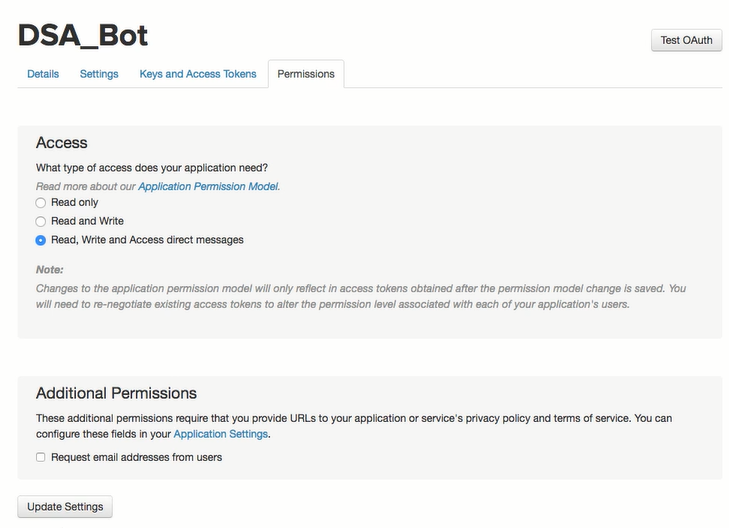 DSA_Bot
Test OAuth
Details
Settings
Keys and Access Tokens
Permissions
Access
What type of access does your application need?
Read more about our Application Permission Model.
Read only
Read and Write
Read, Write and Access direct messages
Note:
Changes to the application permission model will only reflect in access tokens obtained after the permission model change is saved. You
will need to re-negotiate existing access tokens to alter the permission level associated with each of your application's users.
Additional Permissions
These additional permissions require that you provide URLs to your application or service's privacy policy and terms of service. You can
configure these fields in your Application Settings.
Request email addresses from users
Update Settings